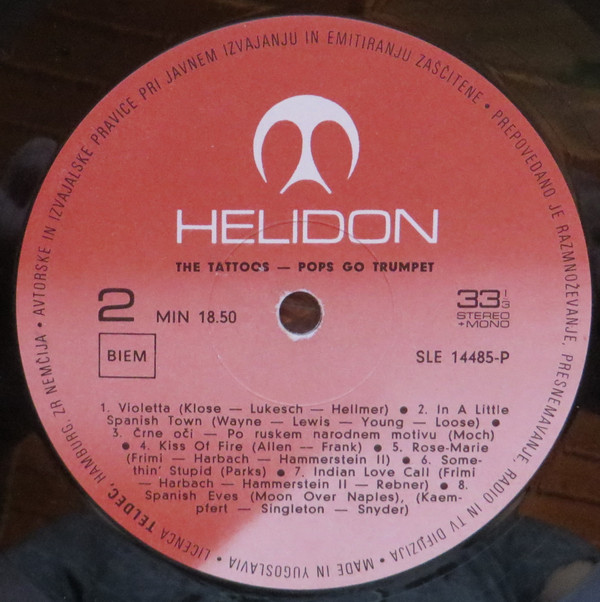 AVTORSKE IN IZVAJALSKE PRAVICE PRI JAVNEM IZVAJANJU IN EMITIRANJU ZAŠČITENE • PREPOVEDANO JE RAZMNOŽEVANJE, PRESNEMAVANJE, RADIO IN TV DIFUZIJA • MADE IN YUGOSLAVIA • LICENCA TELDEC, HAMBURG, ZR NEMČIJA •
HELIDON
THE TATTOOS — POPS GO TRUMPET
2 MIN 18.50
33 1/3
STEREO
+MONO
BIEM
SLE 14485-P
1. Violetta (Klose — Lukesch — Hellmer) ● 2. In A Little
Spanish Town (Wayne — Lewis — Young — Loose) ●
3. Črne oči — Po ruskem narodnem motivu (Moch)
● 4. Kiss Of Fire (Allen — Frank) ● 5. Rose-Marie
(Frimi — Harbach — Hammerstein II) ● 6. Some-
thin' Stupid (Parks) ● 7. Indian Love Call (Frimi
— Harbach — Hammerstein II — Rebner) ● 8.
Spanish Eves (Moon Over Naples), (Kaem-
pfert — Singleton — Snyder)